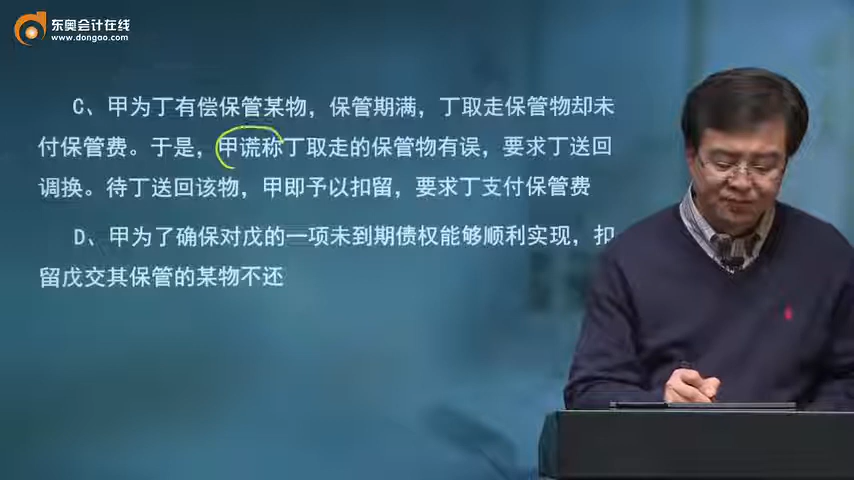 东奥会计在线
www.dongao.com
C、甲为丁有偿保管某物，保管期满，丁取走保管物却未
付保管费。于是，甲谎称丁取走的保管物有误，要求丁送回
调换。待丁送回该物，甲即予以扣留，要求丁支付保管费
D、甲为了确保对戊的一项未到期债权能够顺利实现，扣
留戊交其保管的某物不还